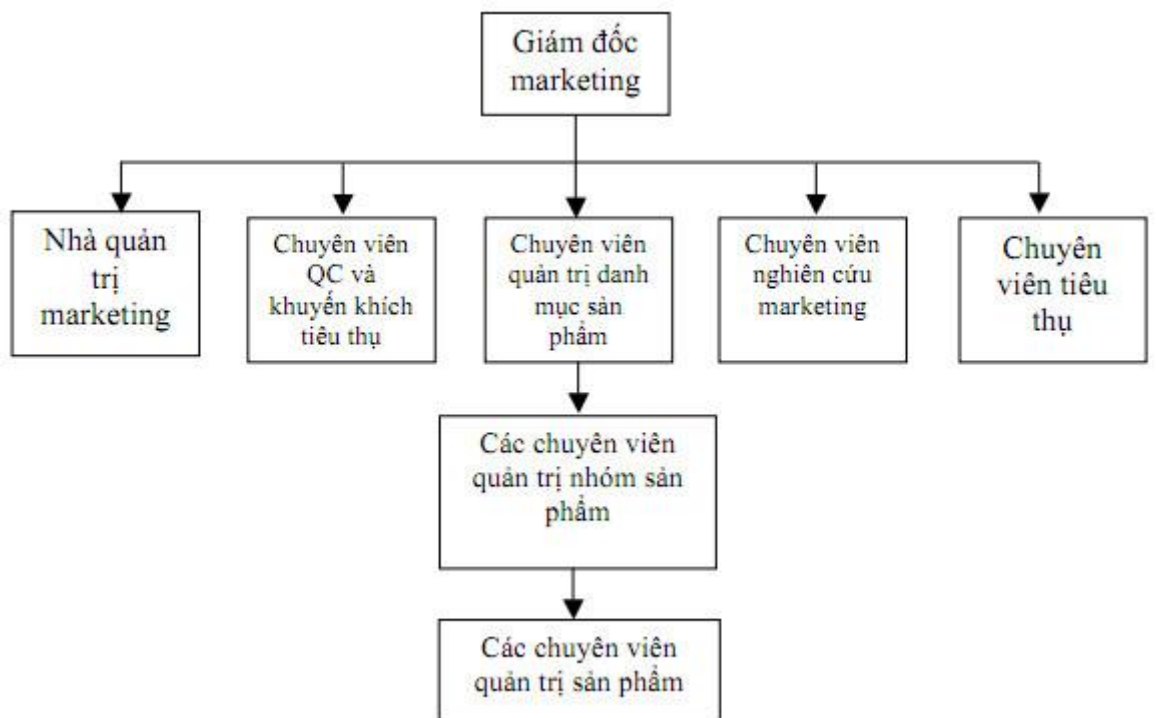 Giám đốc
marketing
Nhà quản
trị
marketing
Chuyên viên
QC và
khuyến khích
tiêu thụ
Chuyên viên
quản trị danh
mục sản
phẩm
Chuyên viên
nghiên cứu
marketing
Chuyên
viên tiêu
thụ
Các chuyên viên
quản trị nhóm sản
phẩm
Các chuyên viên
quản trị sản phẩm